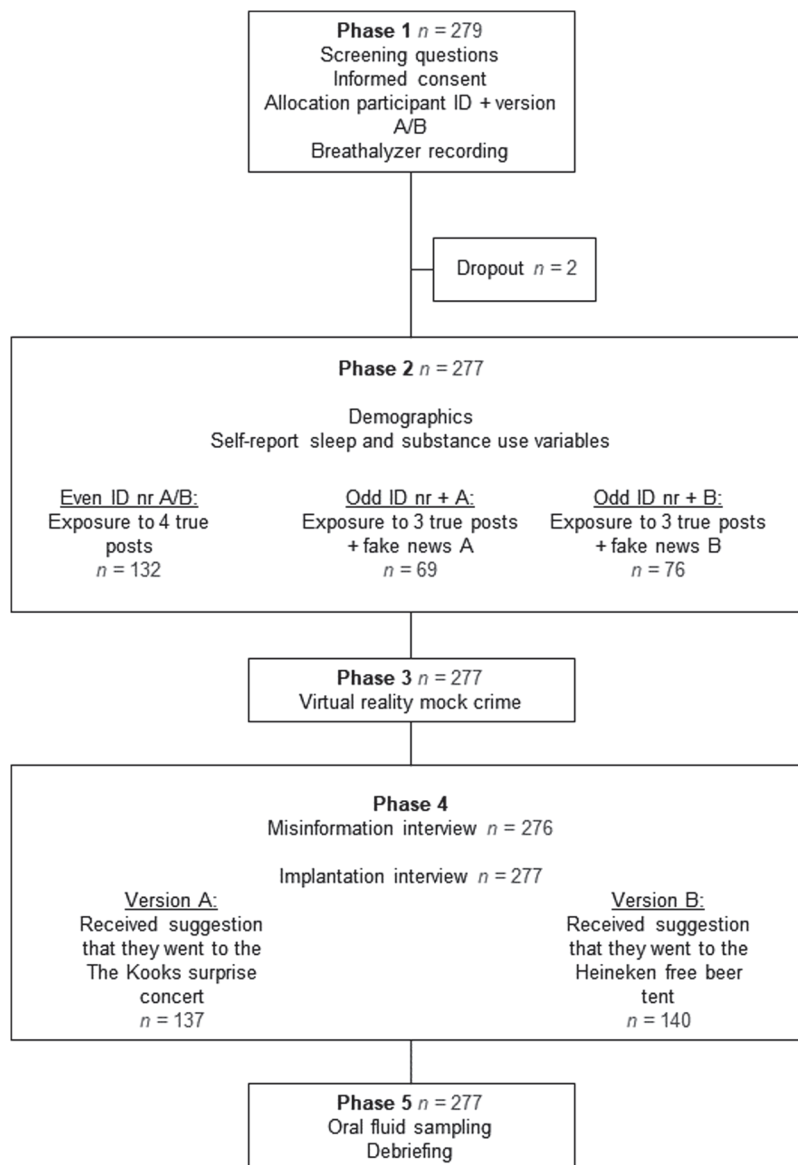 Phase 1 n = 279
Screening questions
Informed consent
Allocation participant ID + version
A/B
Breathalyzer recording
Dropout n = 2
Phase 2 n = 277
Demographics
Self-report sleep and substance use variables
Even ID nr A/B:
Exposure to 4 true
posts
n = 132
Odd ID nr + A:
Exposure to 3 true posts
+ fake news A
n = 69
Odd ID nr + B:
Exposure to 3 true posts
+ fake news B
n = 76
Phase 3 n = 277
Virtual reality mock crime
Phase 4
Misinformation interview n = 276
Implantation interview n = 277
Version A:
Received suggestion
that they went to the
The Kooks surprise
concert
n = 137
Version B:
Received suggestion
that they went to the
Heineken free beer
tent
n = 140
Phase 5 n = 277
Oral fluid sampling
Debriefing